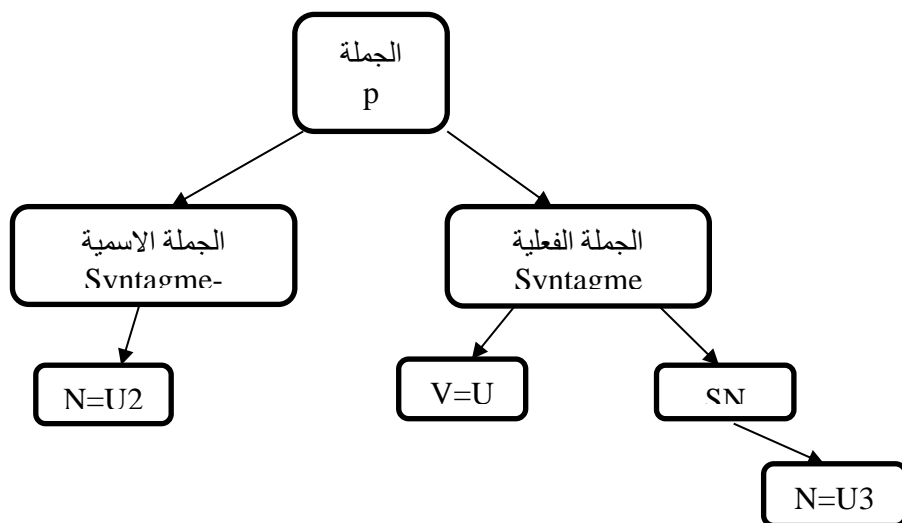 الجملة
p
الجملة الاسمية
Syntagme-
الجملة الفعلية
Syntagme
N=U2
V=U
SN
N=U3